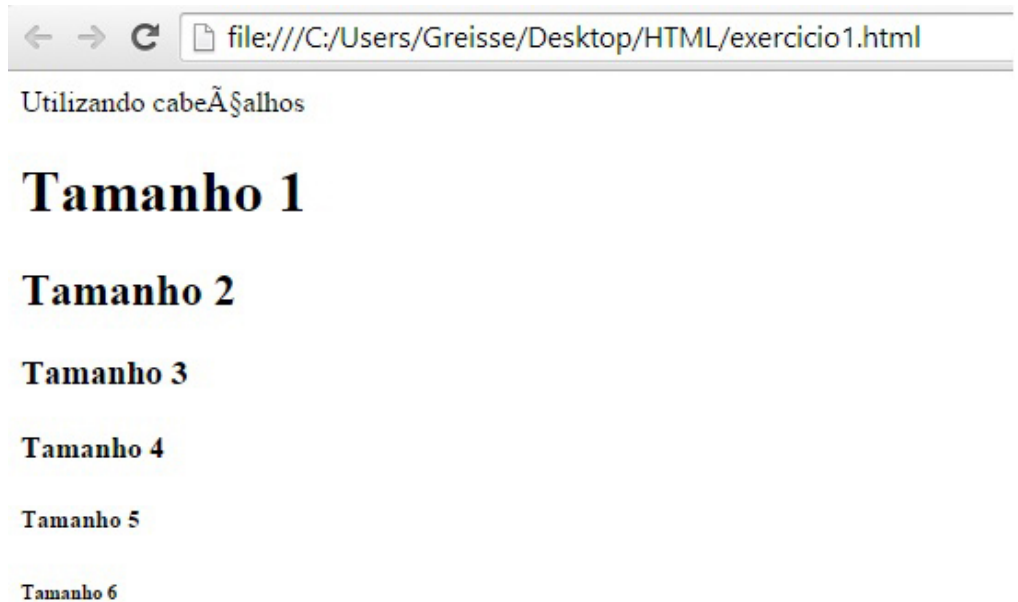 file:///C:/Users/Greisse/Desktop/HTML/exercicio1.html
Utilizando cabeÃ§alhos
Tamanho 1
Tamanho 2
Tamanho 3
Tamanho 4
Tamanho 5
Tamanho 6